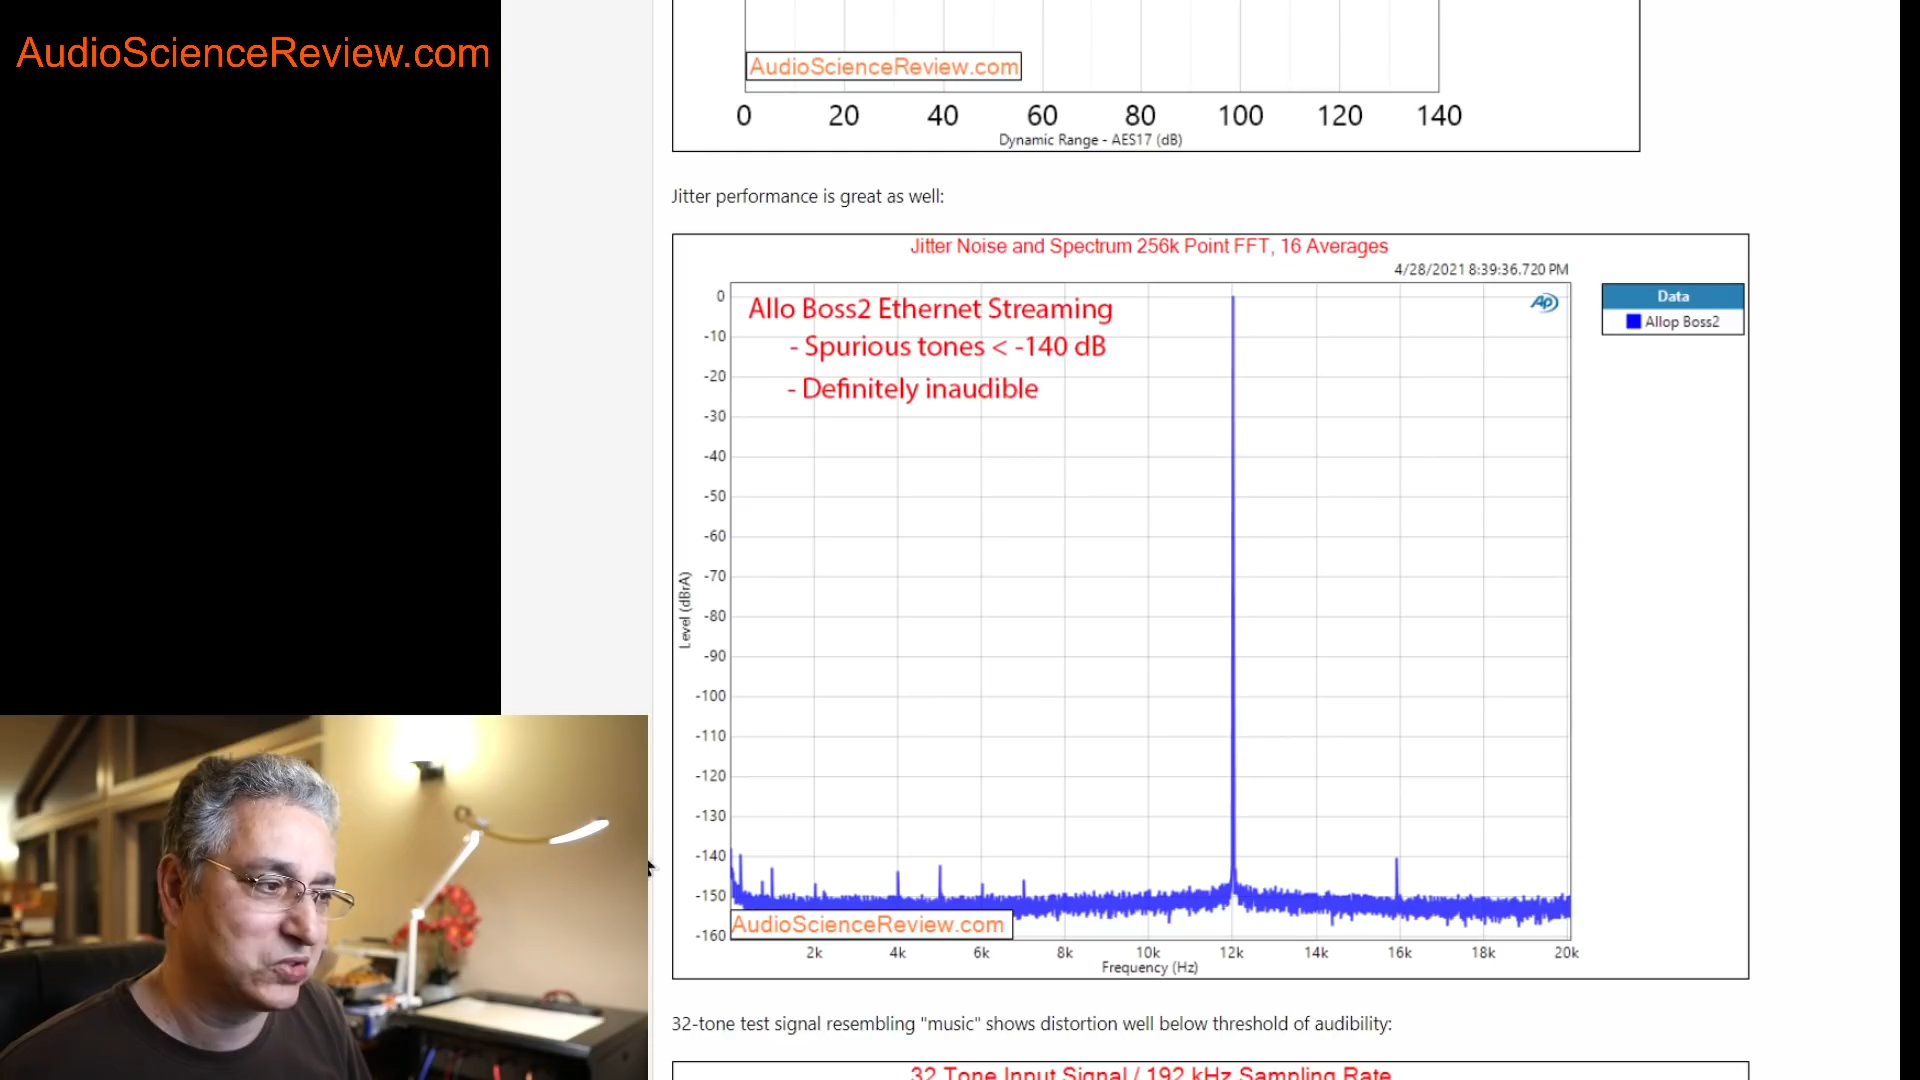 AudioScienceReview.com
AudioScienceReview.com
0 20 40 60 80 100 120 140
Dynamic Range - AES17 (dB)
Jitter performance is great as well:
Jitter Noise and Spectrum 256k Point FFT, 16 Averages
4/28/2021 8:39:36.720 PM
Allo Boss2 Ethernet Streaming
- Spurious tones < -140 dB
- Definitely inaudible
AP
Data
Allop Boss2
0
-10
-20
-30
-40
-50
-60
-70
-80
-90
-100
-110
-120
-130
-140
-150
-160
Level (dBrA)
AudioScienceReview.com
2k 4k 6k 8k 10k 12k 14k 16k 18k 20k
Frequency (Hz)
32-tone test signal resembling "music" shows distortion well below threshold of audibility:
32 Tone Input Signal / 192 kHz Sampling Rate